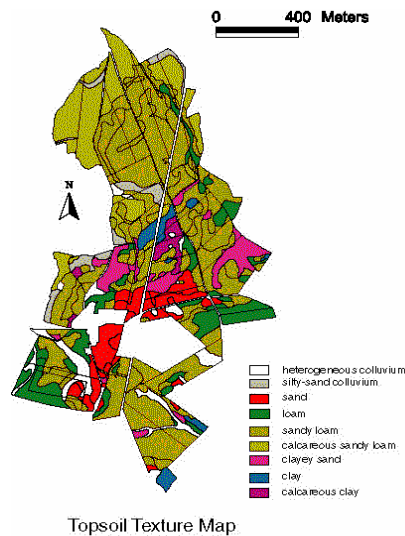 0 400 Meters
N
heterogeneous colluvium
silty-sand colluvium
sand
loam
sandy loam
calcareous sandy loam
clayey sand
clay
calcareous clay
Topsoil Texture Map